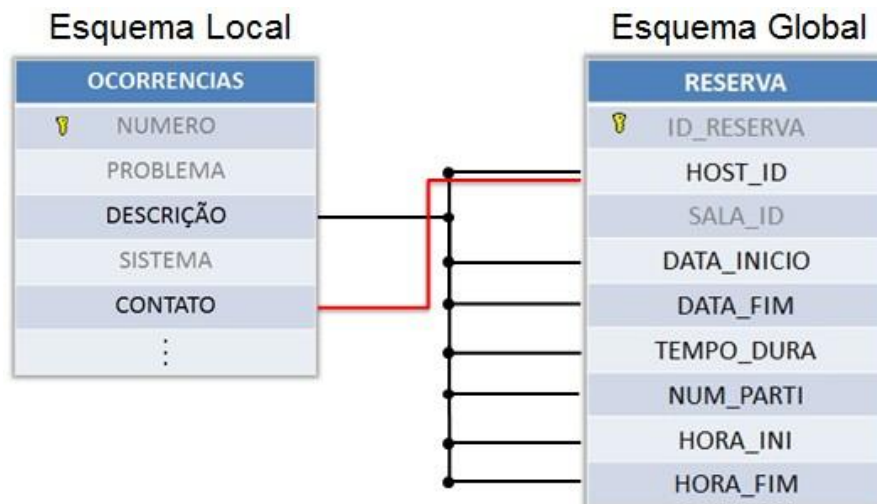 Esquema Local
OCORRENCIAS
NUMERO
PROBLEMA
DESCRIÇÃO
SISTEMA
CONTATO
⋮
Esquema Global
RESERVA
ID_RESERVA
HOST_ID
SALA_ID
DATA_INICIO
DATA_FIM
TEMPO_DURA
NUM_PARTI
HORA_INI
HORA_FIM